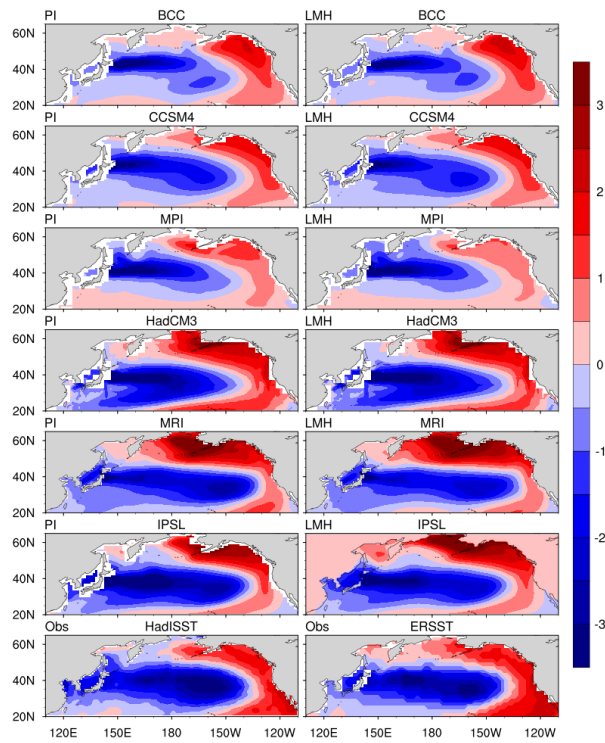 PI BCC LMH BCC
60N
40N
20N
PI CCSM4 LMH CCSM4
60N
40N
20N
PI MPI LMH MPI
60N
40N
20N
PI HadCM3 LMH HadCM3
60N
40N
20N
PI MRI LMH MRI
60N
40N
20N
PI IPSL LMH IPSL
60N
40N
20N
Obs HadISST Obs ERSST
60N
40N
20N
120E 150E 180 150W 120W 120E 150E 180 150W 120W
3
2
1
0
-1
-2
-3